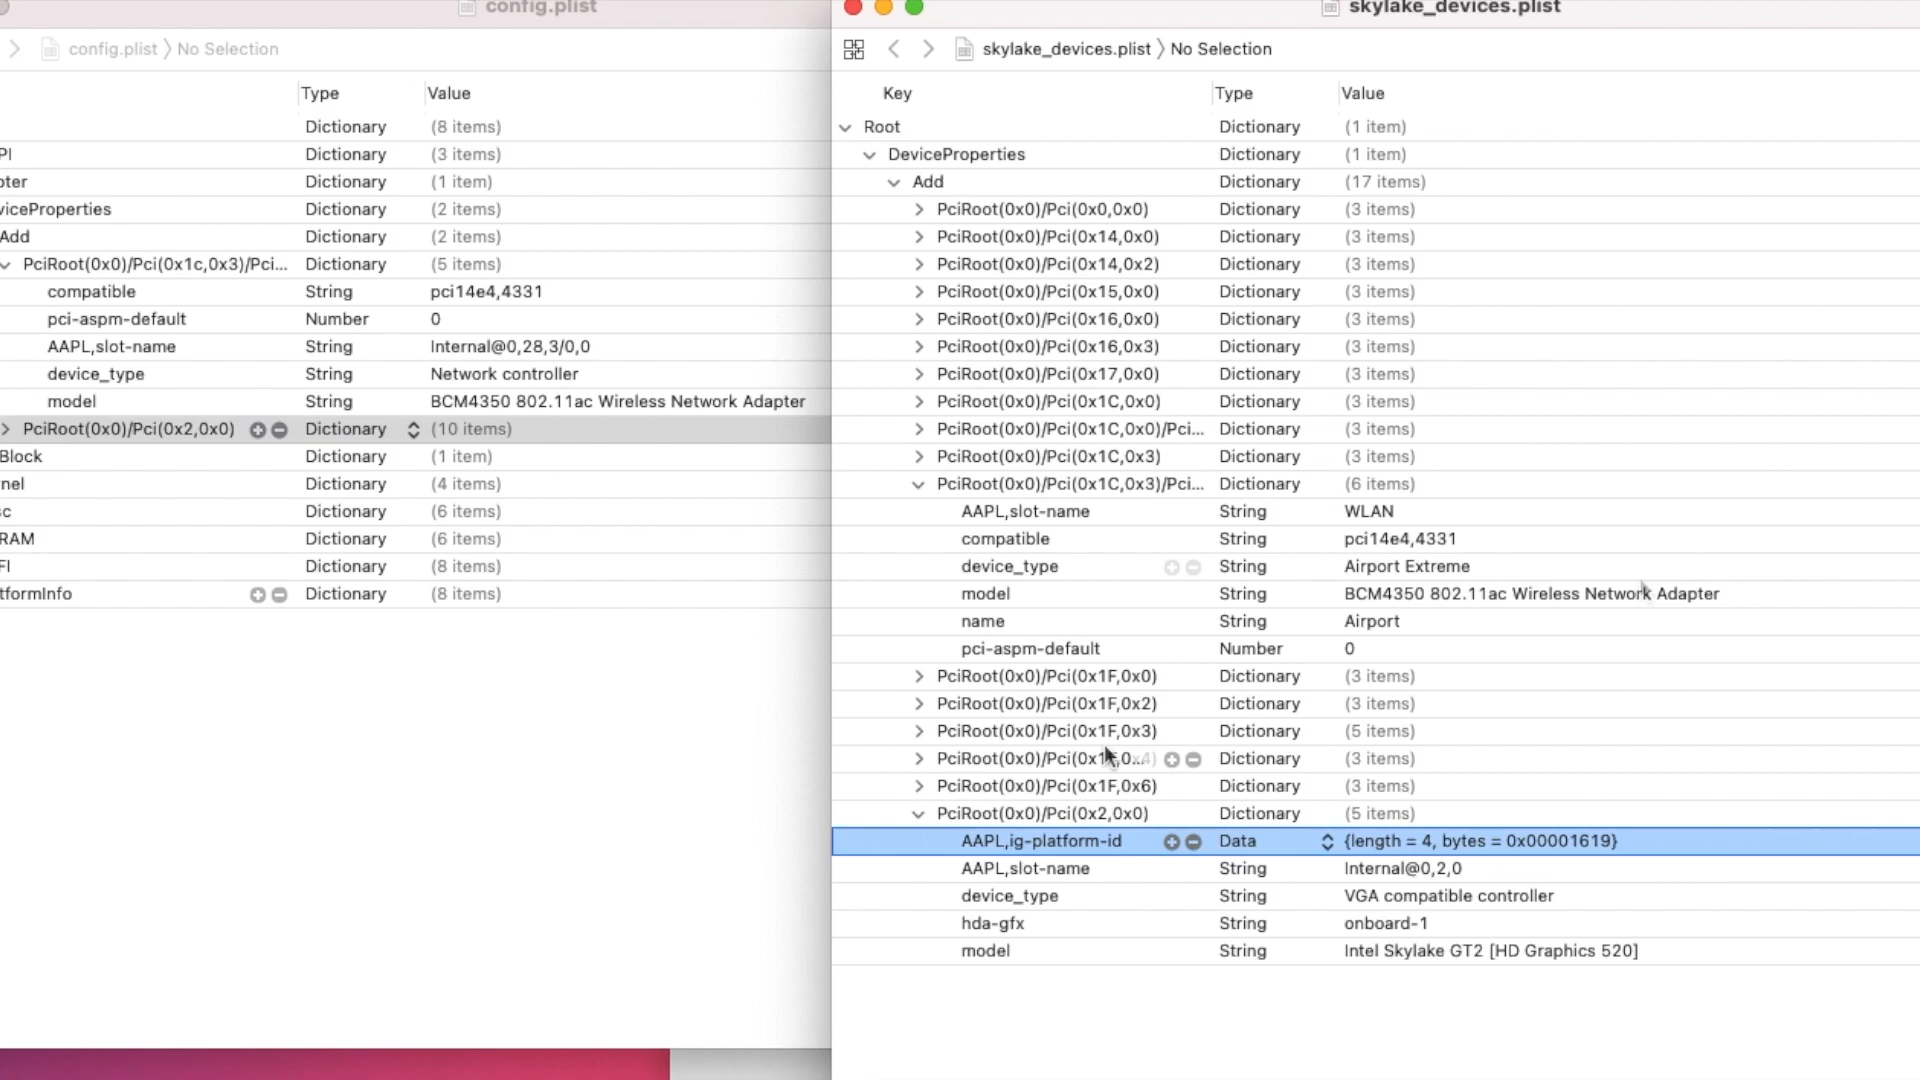 config.plist
config.plist 〉 No Selection
Type Value
Dictionary (8 items)
PI Dictionary (3 items)
oter Dictionary (1 item)
viceProperties Dictionary (2 items)
Add Dictionary (2 items)
PciRoot(0x0)/Pci(0x1c,0x3)/Pci... Dictionary (5 items)
compatible String pci14e4,4331
pci-aspm-default Number 0
AAPL,slot-name String Internal@0,28,3/0,0
device_type String Network controller
model String BCM4350 802.11ac Wireless Network Adapter
PciRoot(0x0)/Pci(0x2,0x0) Dictionary (10 items)
Block Dictionary (1 item)
nel Dictionary (4 items)
c Dictionary (6 items)
RAM Dictionary (6 items)
FI Dictionary (8 items)
tformInfo Dictionary (8 items)
skylake_devices.plist
skylake_devices.plist 〉 No Selection
Key Type Value
Root Dictionary (1 item)
DeviceProperties Dictionary (1 item)
Add Dictionary (17 items)
PciRoot(0x0)/Pci(0x0,0x0) Dictionary (3 items)
PciRoot(0x0)/Pci(0x14,0x0) Dictionary (3 items)
PciRoot(0x0)/Pci(0x14,0x2) Dictionary (3 items)
PciRoot(0x0)/Pci(0x15,0x0) Dictionary (3 items)
PciRoot(0x0)/Pci(0x16,0x0) Dictionary (3 items)
PciRoot(0x0)/Pci(0x16,0x3) Dictionary (3 items)
PciRoot(0x0)/Pci(0x17,0x0) Dictionary (3 items)
PciRoot(0x0)/Pci(0x1C,0x0) Dictionary (3 items)
PciRoot(0x0)/Pci(0x1C,0x0)/Pci... Dictionary (3 items)
PciRoot(0x0)/Pci(0x1C,0x3) Dictionary (3 items)
PciRoot(0x0)/Pci(0x1C,0x3)/Pci... Dictionary (6 items)
AAPL,slot-name String WLAN
compatible String pci14e4,4331
device_type String Airport Extreme
model String BCM4350 802.11ac Wireless Network Adapter
name String Airport
pci-aspm-default Number 0
PciRoot(0x0)/Pci(0x1F,0x0) Dictionary (3 items)
PciRoot(0x0)/Pci(0x1F,0x2) Dictionary (3 items)
PciRoot(0x0)/Pci(0x1F,0x3) Dictionary (5 items)
Dictionary (3 items)
PciRoot(0x0)/Pci(0x1F,0x6) Dictionary (3 items)
PciRoot(0x0)/Pci(0x2,0x0) Dictionary (5 items)
AAPL,ig-platform-id Data {length = 4, bytes = 0x00001619}
AAPL,slot-name String Internal@0,2,0
device_type String VGA compatible controller
hda-gfx String onboard-1
model String Intel Skylake GT2 [HD Graphics 520]